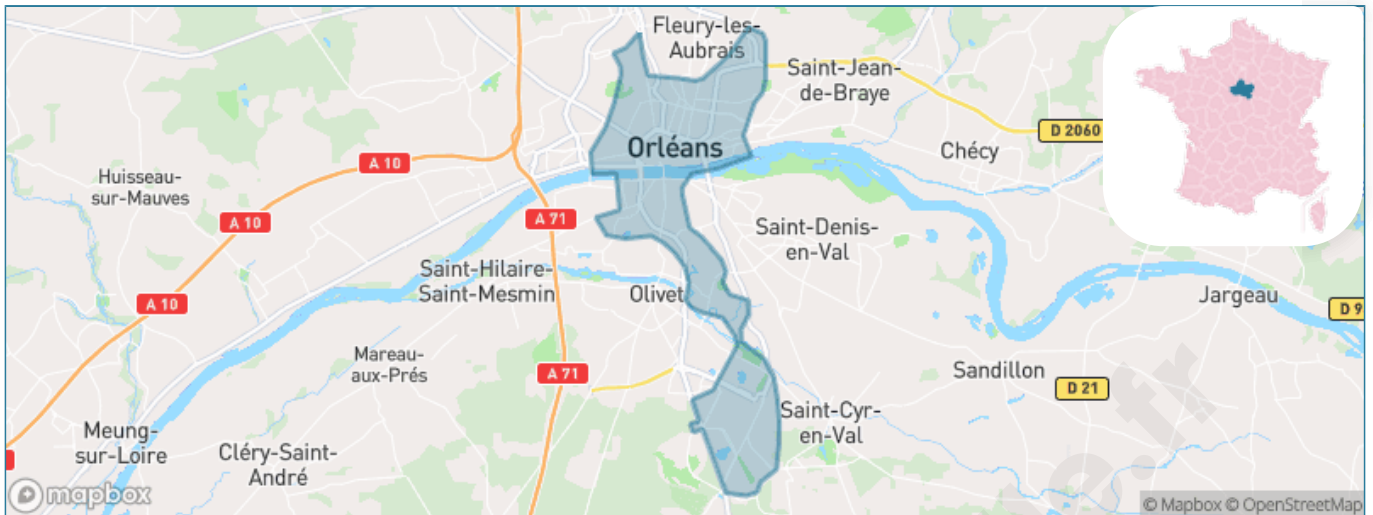 Fleury-les-
Aubrais
Saint-Jean-
de-Braye
D 2060
Orléans
Chécy
A 10
Huisseau-
sur-Mauves
A 10
A 71
Saint-Denis-
en-Val
Saint-Hilaire-
Saint-Mesmin
Olivet
A 10
Jargeau
D 9
Mareau-
aux-Prés
A 71
Sandillon
D 21
Saint-Cyr-
en-Val
Meung-
sur-Loire
Cléry-Saint-
André
mapbox
© Mapbox © OpenStreetMap